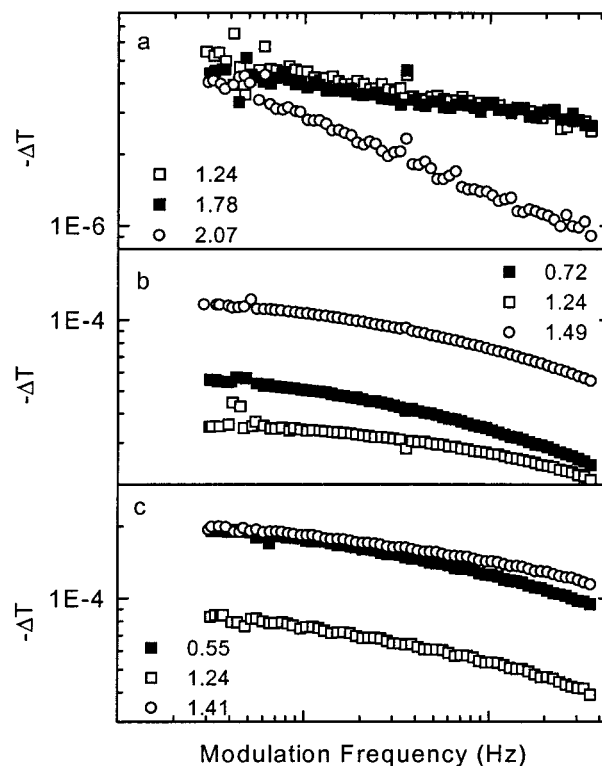 a
-ΔT
1.24
1.78
2.07
1E-6
b
0.72
1.24
1.49
1E-4
-ΔT
c
1E-4
-ΔT
0.55
1.24
1.41
Modulation Frequency (Hz)